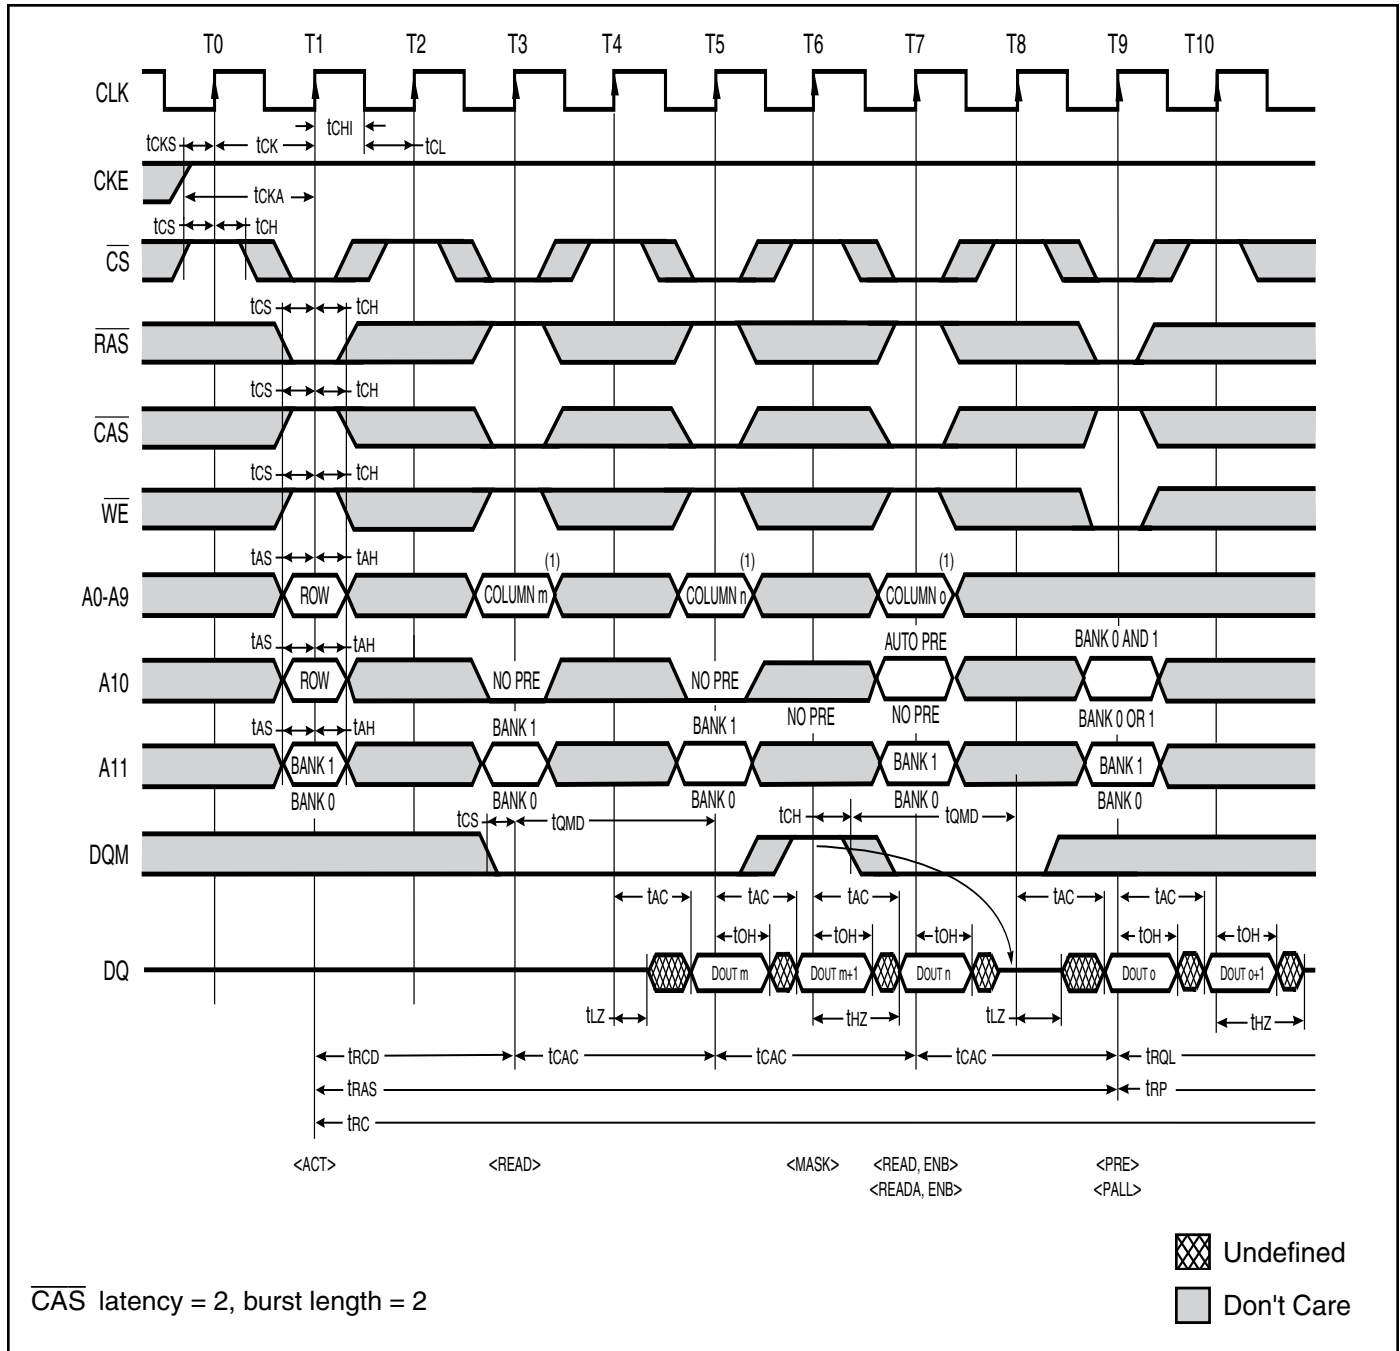 T0 T1 T2 T3 T4 T5 T6 T7 T8 T9 T10
CLK
tCHI
tCKS tCK tCL
CKE
tCKA
tCS tCH
CS
tCS tCH
RAS
tCS tCH
CAS
tCS tCH
WE
tAS tAH (1) (1) (1)
A0-A9 ROW COLUMN m COLUMN n COLUMN o
tAS tAH AUTO PRE BANK 0 AND 1
A10 ROW NO PRE NO PRE
NO PRE NO PRE BANK 0 OR 1
tAS tAH BANK 1 BANK 1
A11 BANK 1 BANK 1 BANK 1
BANK 0 BANK 0 BANK 0 BANK 0 BANK 0
tCS tQMD tCH tQMD
DQM
tAC tAC tAC tAC tAC
tOH tOH tOH tOH tOH
DQ DOUT m DOUT m+1 DOUT n DOUT o DOUT o+1
tLZ tHZ tLZ tHZ
tRCD tCAC tCAC tCAC tRQL
tRAS tRP
tRC
<ACT> <READ> <MASK> <READ, ENB> <PRE>
<READA, ENB> <PALL>
Undefined
CAS latency = 2, burst length = 2
Don't Care